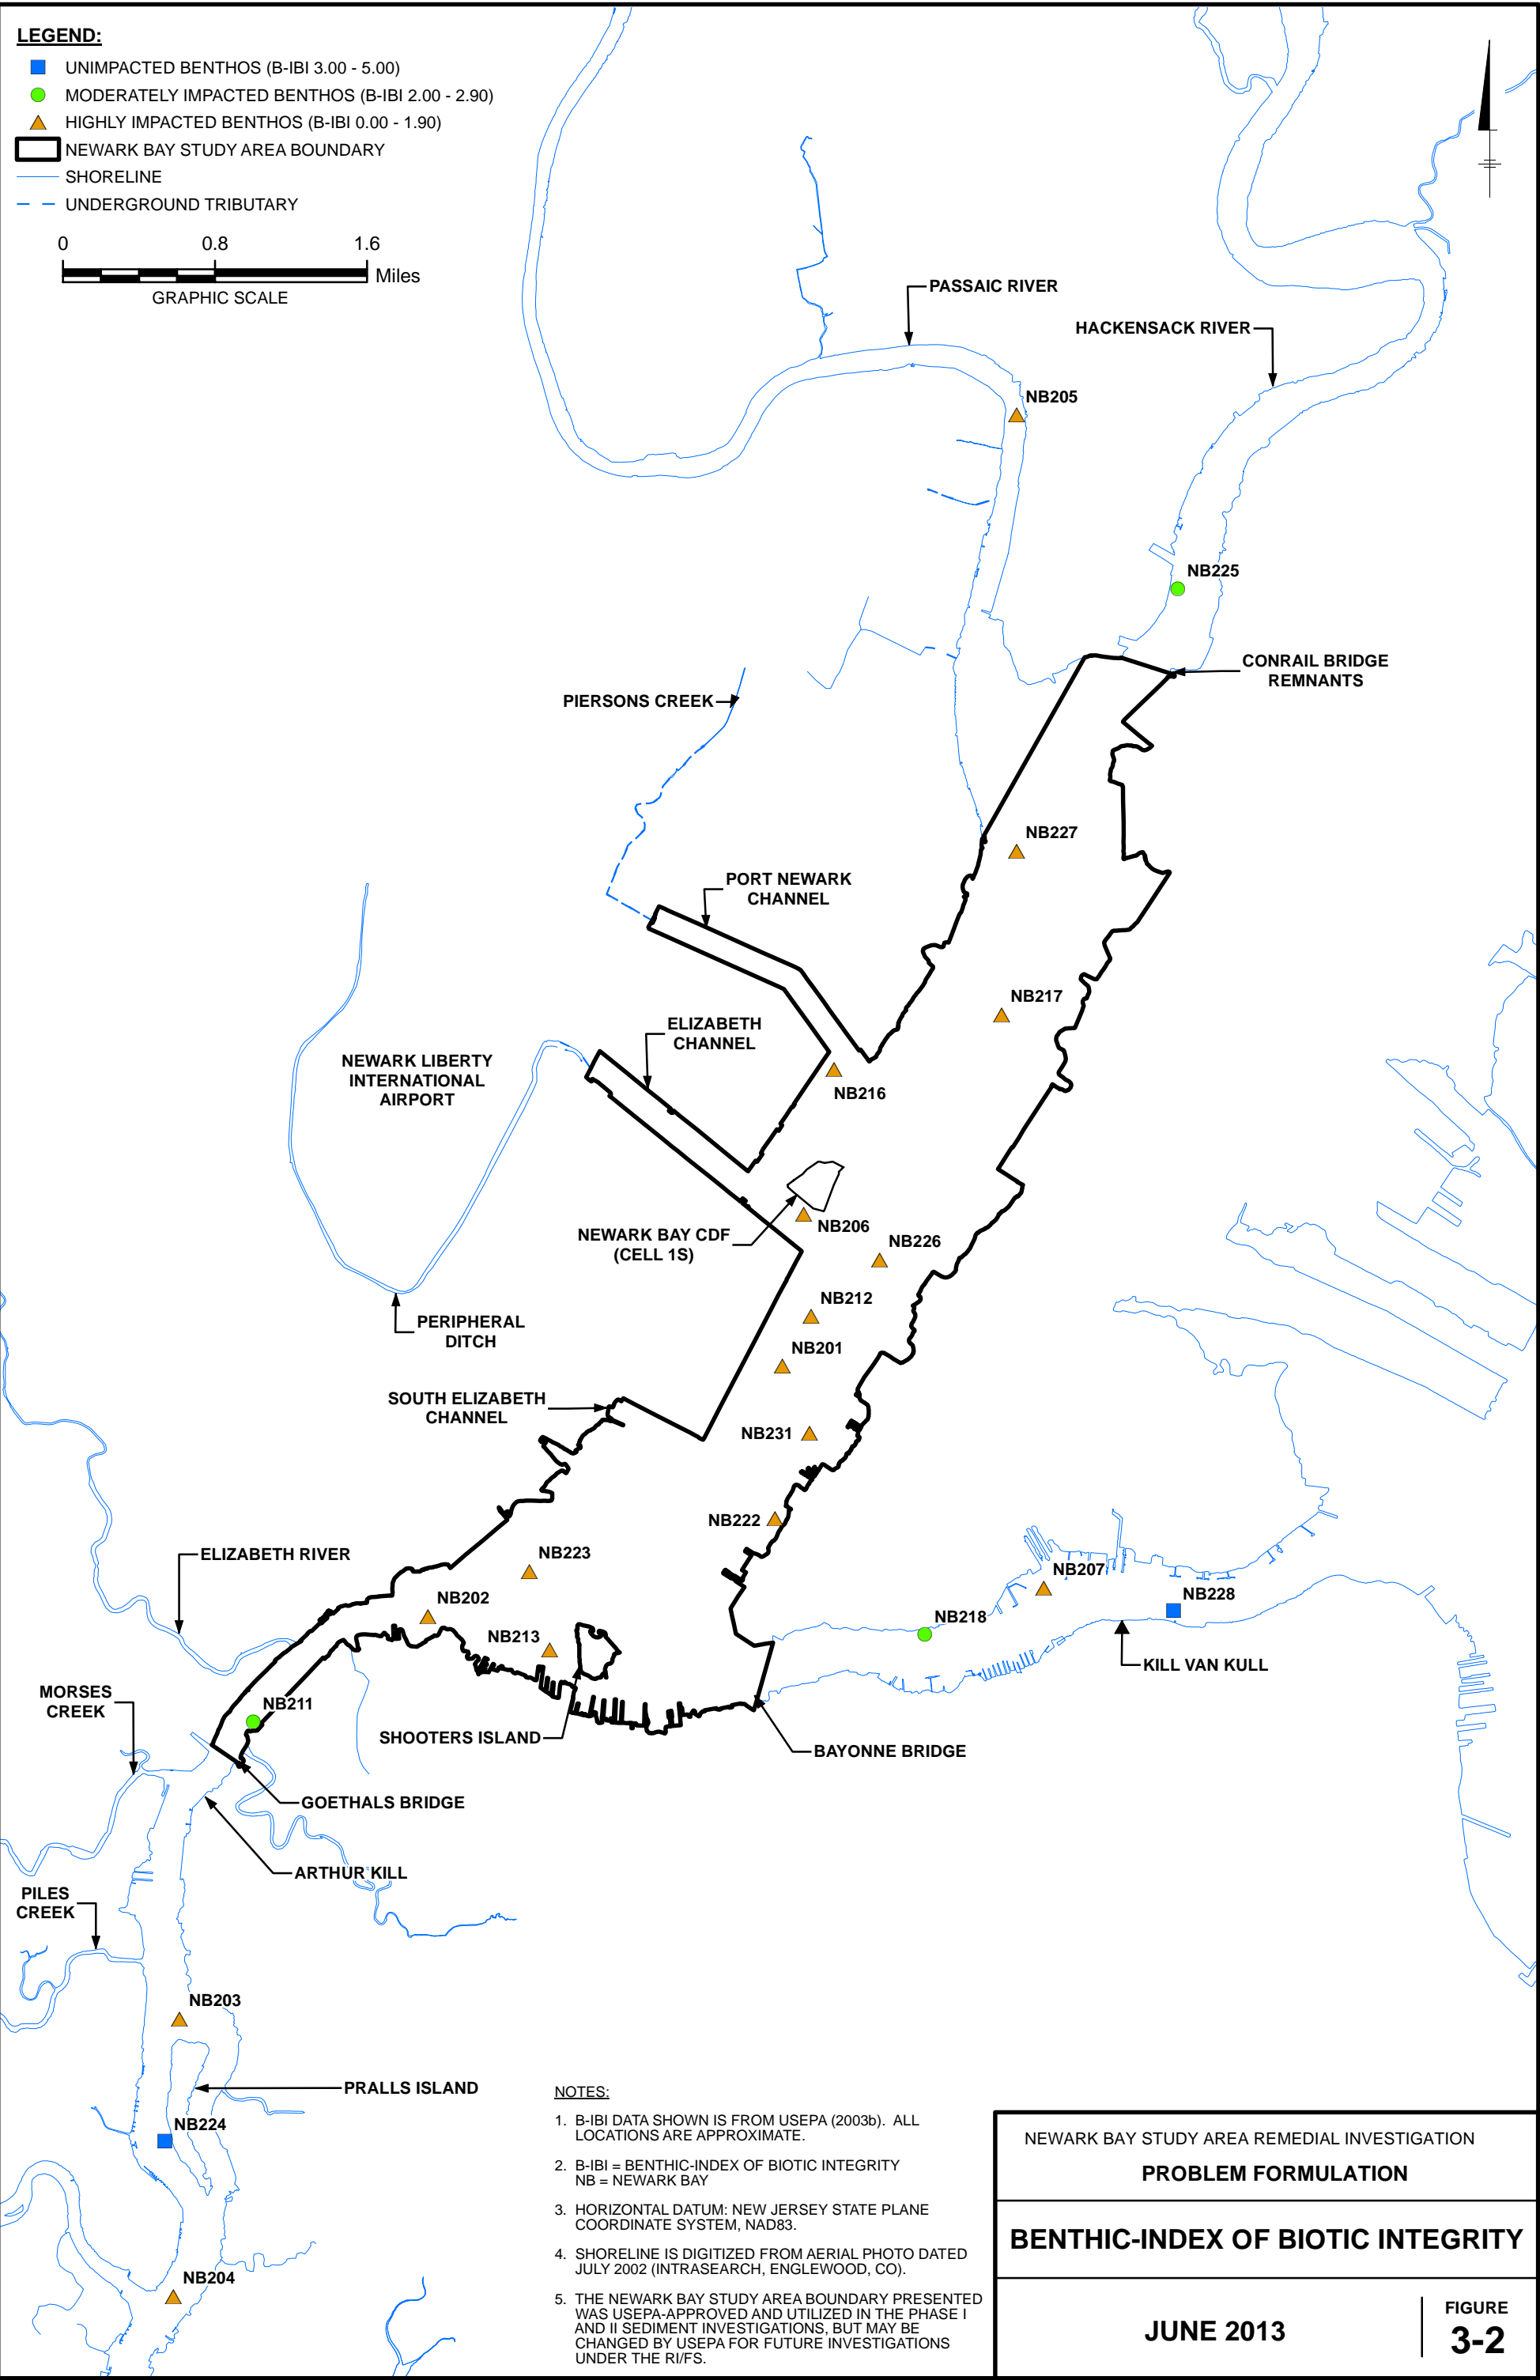 LEGEND:
UNIMPACTED BENTHOS (B-IBI 3.00 - 5.00)
MODERATELY IMPACTED BENTHOS (B-IBI 2.00 - 2.90)
HIGHLY IMPACTED BENTHOS (B-IBI 0.00 - 1.90)
NEWARK BAY STUDY AREA BOUNDARY
SHORELINE
UNDERGROUND TRIBUTARY
0 0.8 1.6
Miles
GRAPHIC SCALE
PASSAIC RIVER
HACKENSACK RIVER
NB205
NB225
CONRAIL BRIDGE
REMNANTS
PIERSONS CREEK
NB227
PORT NEWARK
CHANNEL
NB217
ELIZABETH
CHANNEL
NEWARK LIBERTY
INTERNATIONAL
AIRPORT
NB216
NB206
NEWARK BAY CDF
(CELL 1S)
NB226
NB212
PERIPHERAL
DITCH
NB201
SOUTH ELIZABETH
CHANNEL
NB231
NB222
ELIZABETH RIVER
NB223
NB207
NB202
NB228
NB218
NB213
KILL VAN KULL
MORSES
CREEK
NB211
SHOOTERS ISLAND
BAYONNE BRIDGE
GOETHALS BRIDGE
ARTHUR KILL
PILES
CREEK
NB203
PRALLS ISLAND
NB224
NB204
NOTES:
1. B-IBI DATA SHOWN IS FROM USEPA (2003b). ALL
LOCATIONS ARE APPROXIMATE.
2. B-IBI = BENTHIC-INDEX OF BIOTIC INTEGRITY
NB = NEWARK BAY
3. HORIZONTAL DATUM: NEW JERSEY STATE PLANE
COORDINATE SYSTEM, NAD83.
4. SHORELINE IS DIGITIZED FROM AERIAL PHOTO DATED
JULY 2002 (INTRASEARCH, ENGLEWOOD, CO).
5. THE NEWARK BAY STUDY AREA BOUNDARY PRESENTED
WAS USEPA-APPROVED AND UTILIZED IN THE PHASE I
AND II SEDIMENT INVESTIGATIONS, BUT MAY BE
CHANGED BY USEPA FOR FUTURE INVESTIGATIONS
UNDER THE RI/FS.
NEWARK BAY STUDY AREA REMEDIAL INVESTIGATION
PROBLEM FORMULATION
BENTHIC-INDEX OF BIOTIC INTEGRITY
JUNE 2013
FIGURE
3-2